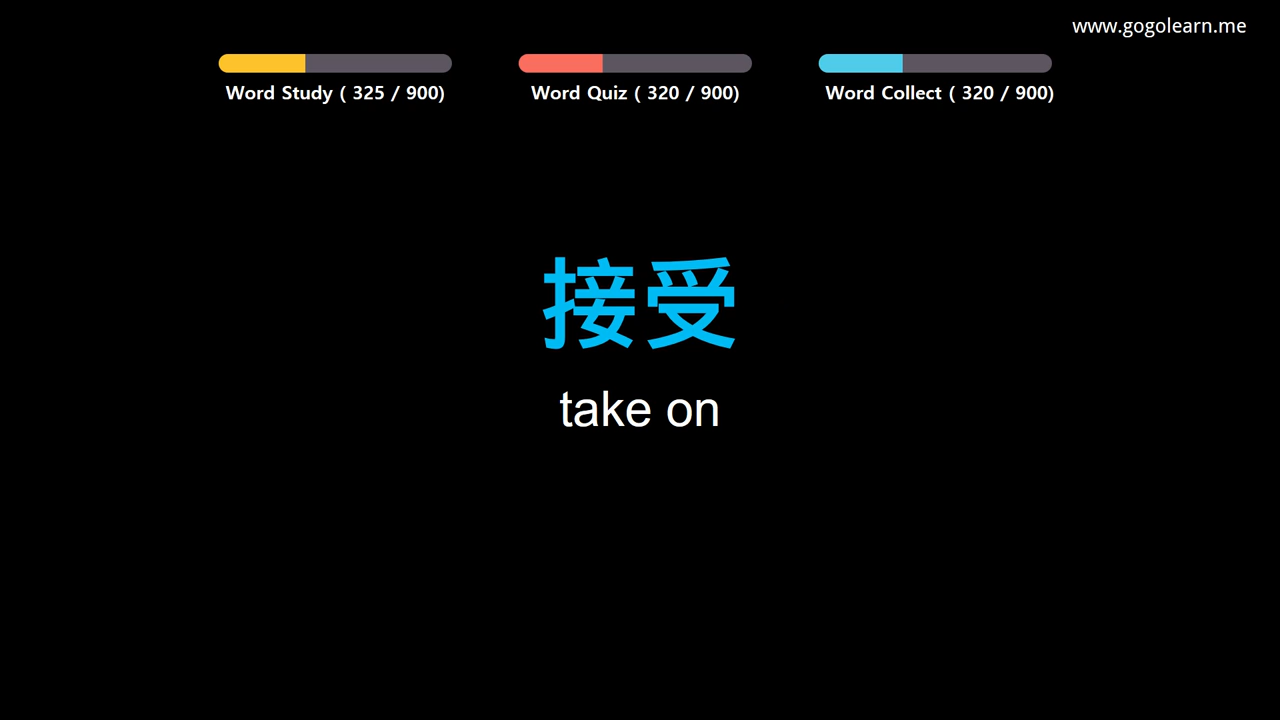 www.gogolearn.me
Word Study ( 325 / 900)
Word Quiz ( 320 / 900)
Word Collect ( 320 / 900)
接受
take on